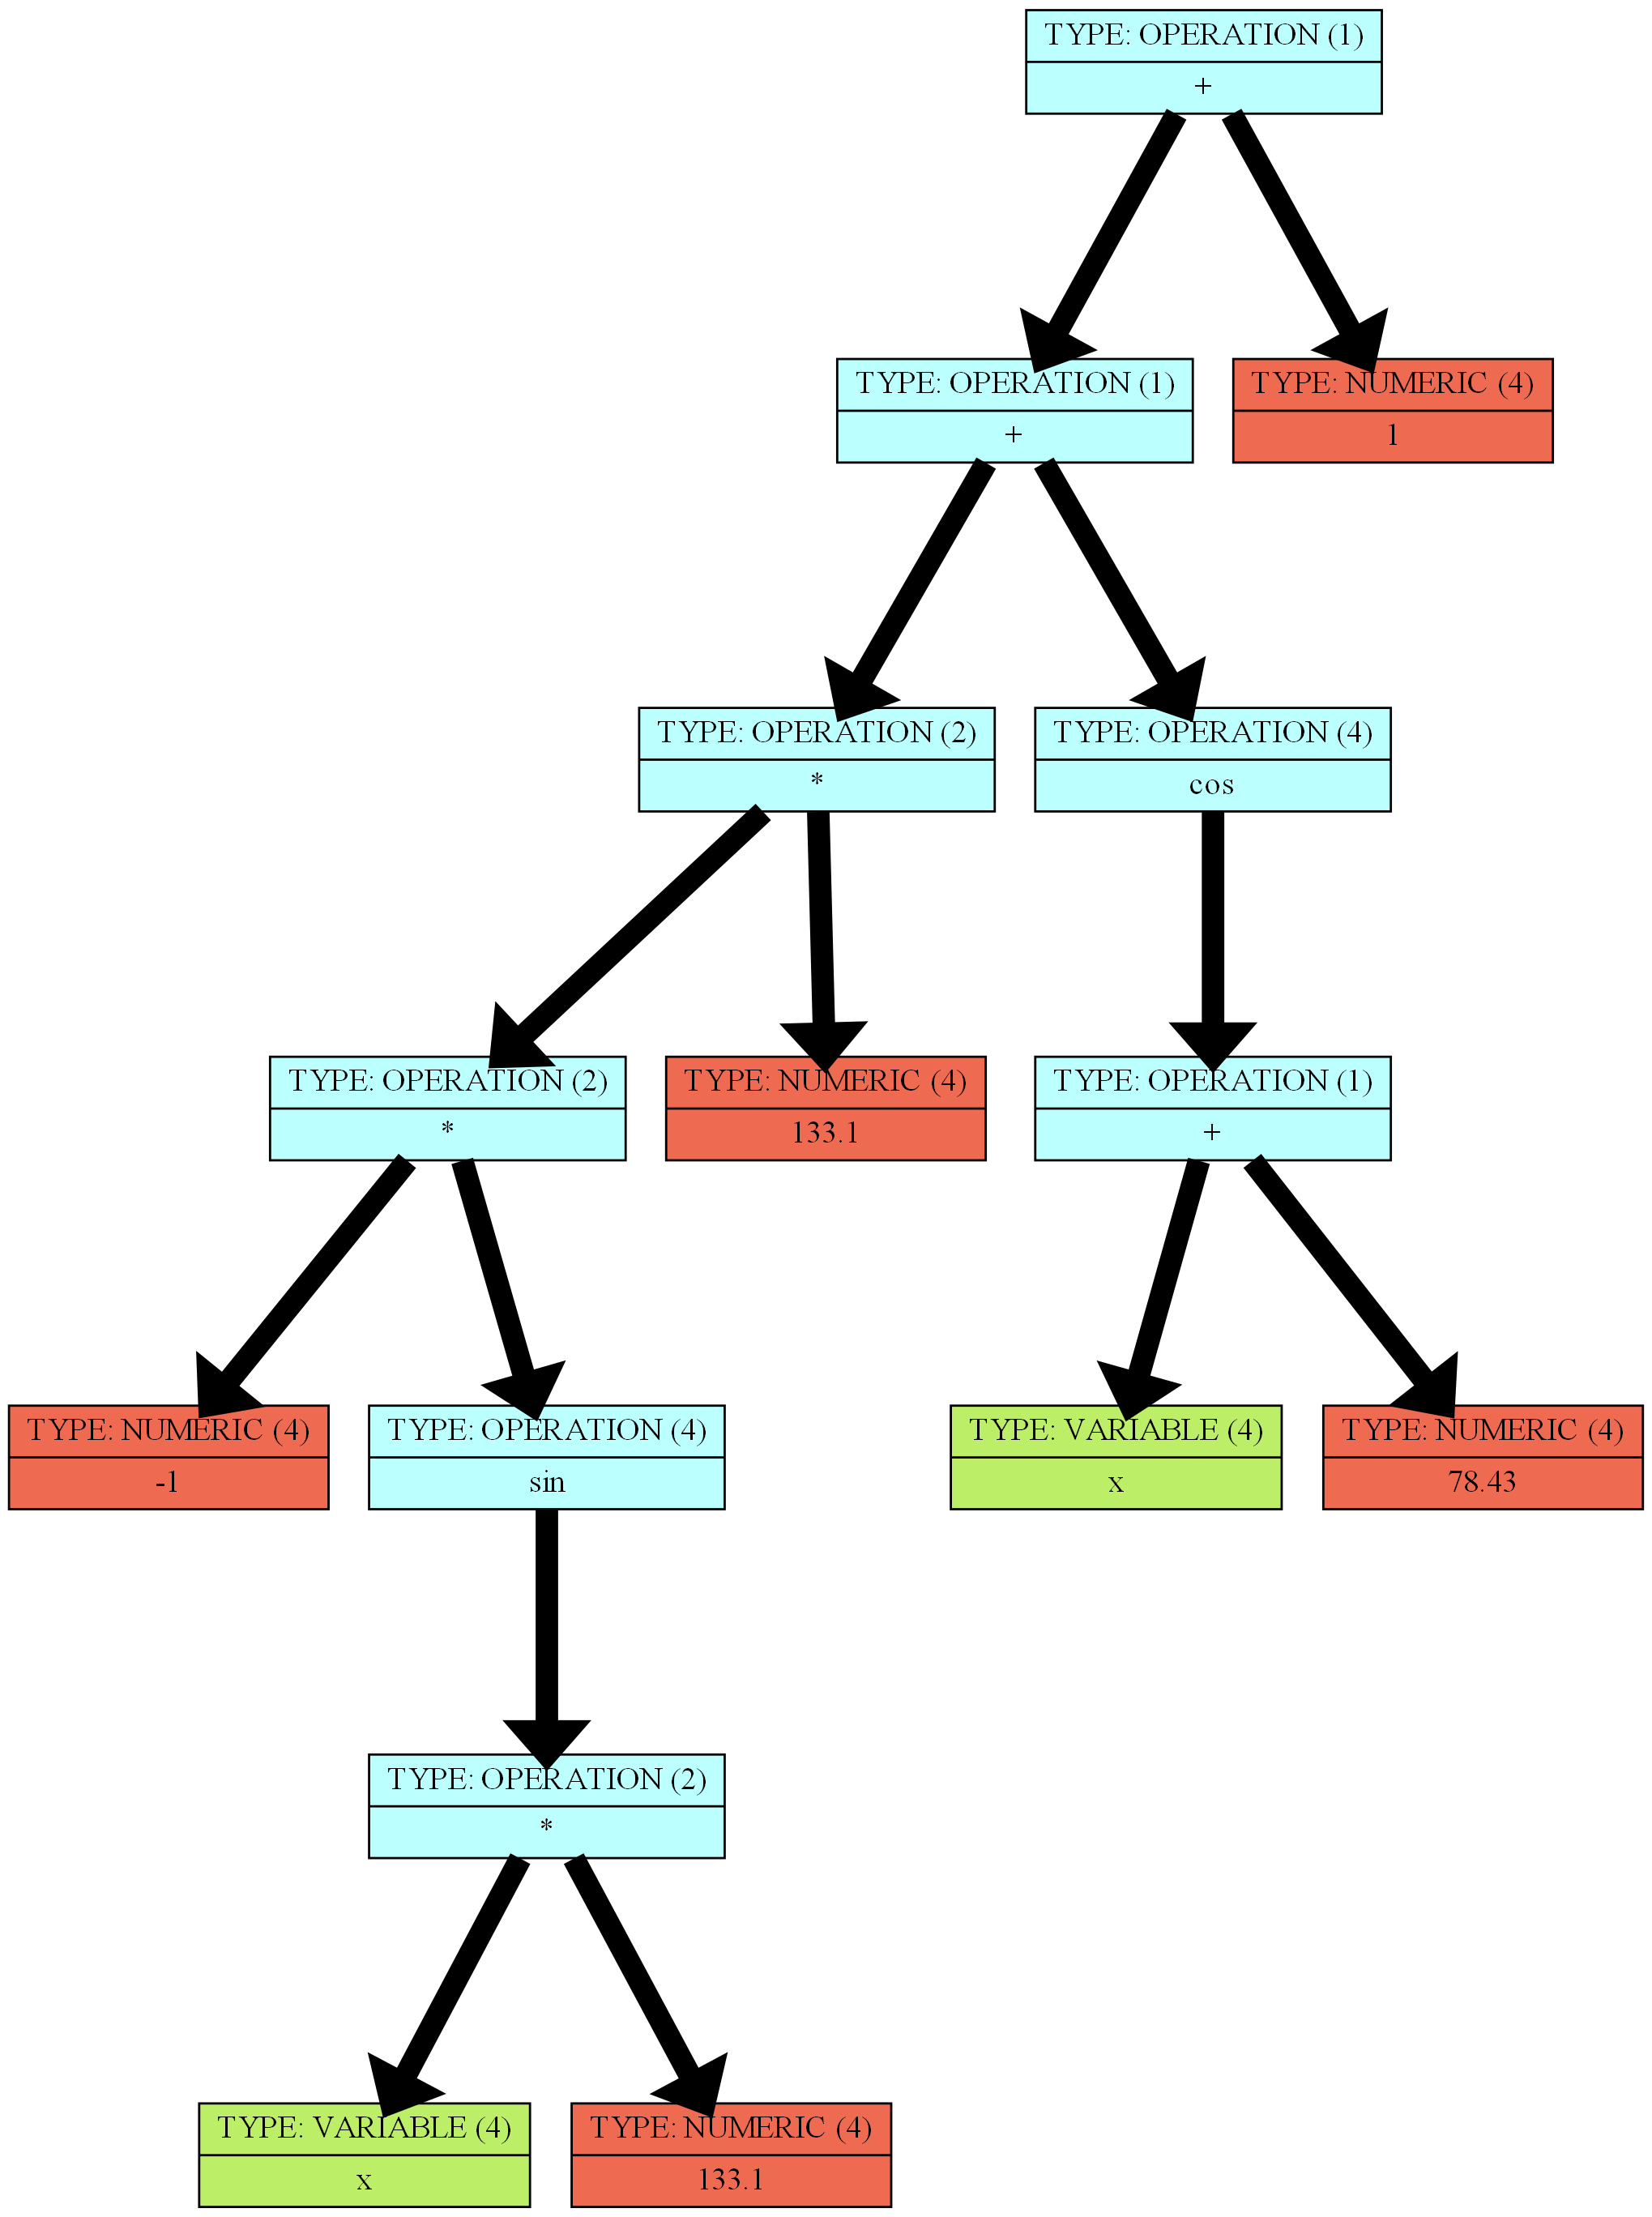 TYPE: OPERATION (1)
+
TYPE: OPERATION (1)
+
TYPE: NUMERIC (4)
1
TYPE: OPERATION (2)
*
TYPE: OPERATION (4)
cos
TYPE: OPERATION (2)
*
TYPE: NUMERIC (4)
133.1
TYPE: OPERATION (1)
+
TYPE: NUMERIC (4)
-1
TYPE: OPERATION (4)
sin
TYPE: VARIABLE (4)
x
TYPE: NUMERIC (4)
78.43
TYPE: OPERATION (2)
*
TYPE: VARIABLE (4)
x
TYPE: NUMERIC (4)
133.1